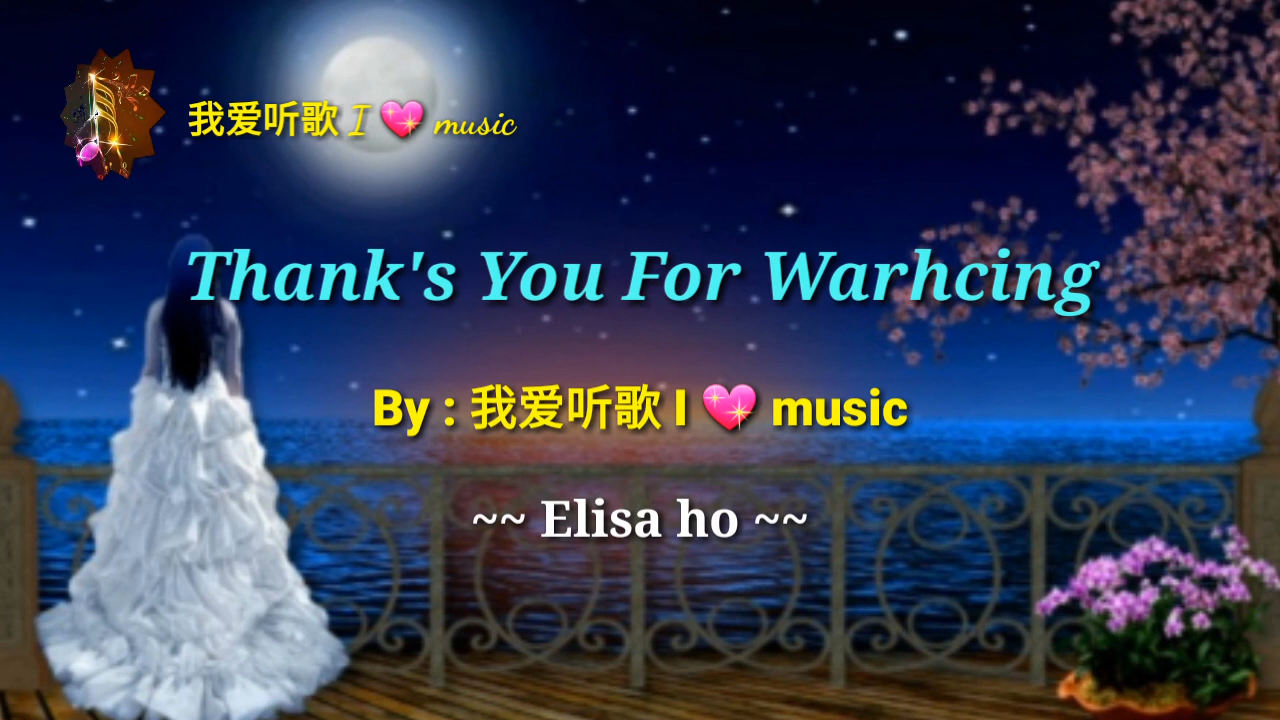 我爱听歌 I 💖 music
Thank's You For Warhcing
By : 我爱听歌 I 💖 music
~~ Elisa ho ~~